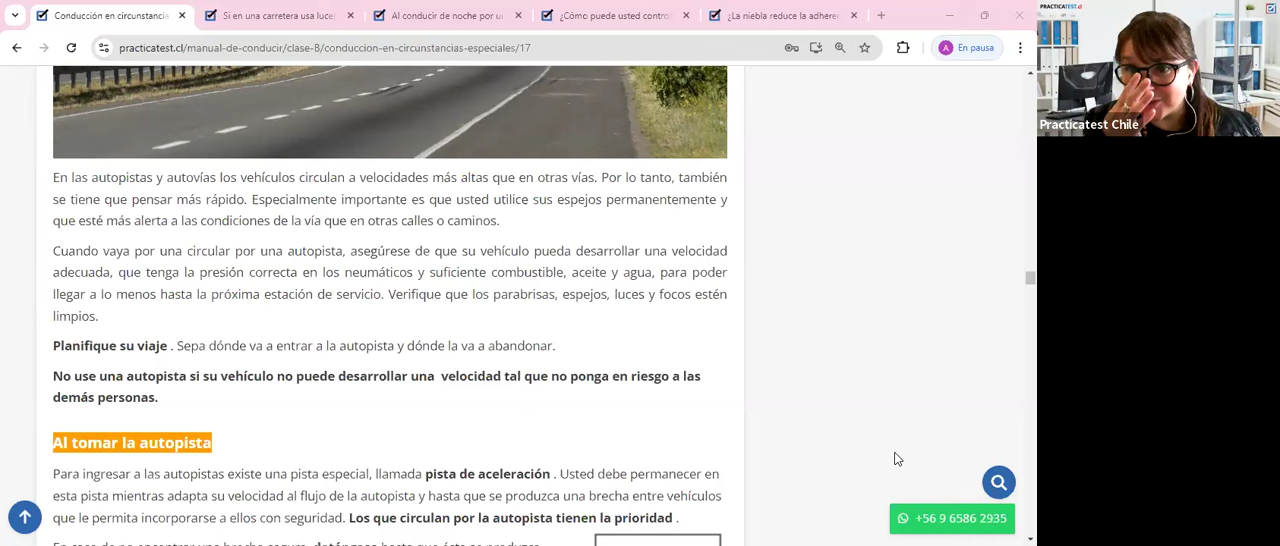 Conducción en circunstancia
Si en una carretera usa luce
Al conducir de noche por u
¿Cómo puede usted contro
¿La niebla reduce la adhere
practicatest.cl/manual-de-conducir/clase-B/conduccion-en-circunstancias-especiales/17
A En pausa
PRACTICATEST.cl
Practicatest Chile
En las autopistas y autovías los vehículos circulan a velocidades más altas que en otras vías. Por lo tanto, también
se tiene que pensar más rápido. Especialmente importante es que usted utilice sus espejos permanentemente y
que esté más alerta a las condiciones de la vía que en otras calles o caminos.
Cuando vaya por una circular por una autopista, asegúrese de que su vehículo pueda desarrollar una velocidad
adecuada, que tenga la presión correcta en los neumáticos y suficiente combustible, aceite y agua, para poder
llegar a lo menos hasta la próxima estación de servicio. Verifique que los parabrisas, espejos, luces y focos estén
limpios.
Planifique su viaje . Sepa dónde va a entrar a la autopista y dónde la va a abandonar.
No use una autopista si su vehículo no puede desarrollar una velocidad tal que no ponga en riesgo a las
demás personas.
Al tomar la autopista
Para ingresar a las autopistas existe una pista especial, llamada pista de aceleración . Usted debe permanecer en
esta pista mientras adapta su velocidad al flujo de la autopista y hasta que se produzca una brecha entre vehículos
que le permita incorporarse a ellos con seguridad. Los que circulan por la autopista tienen la prioridad .
+56 9 6586 2935